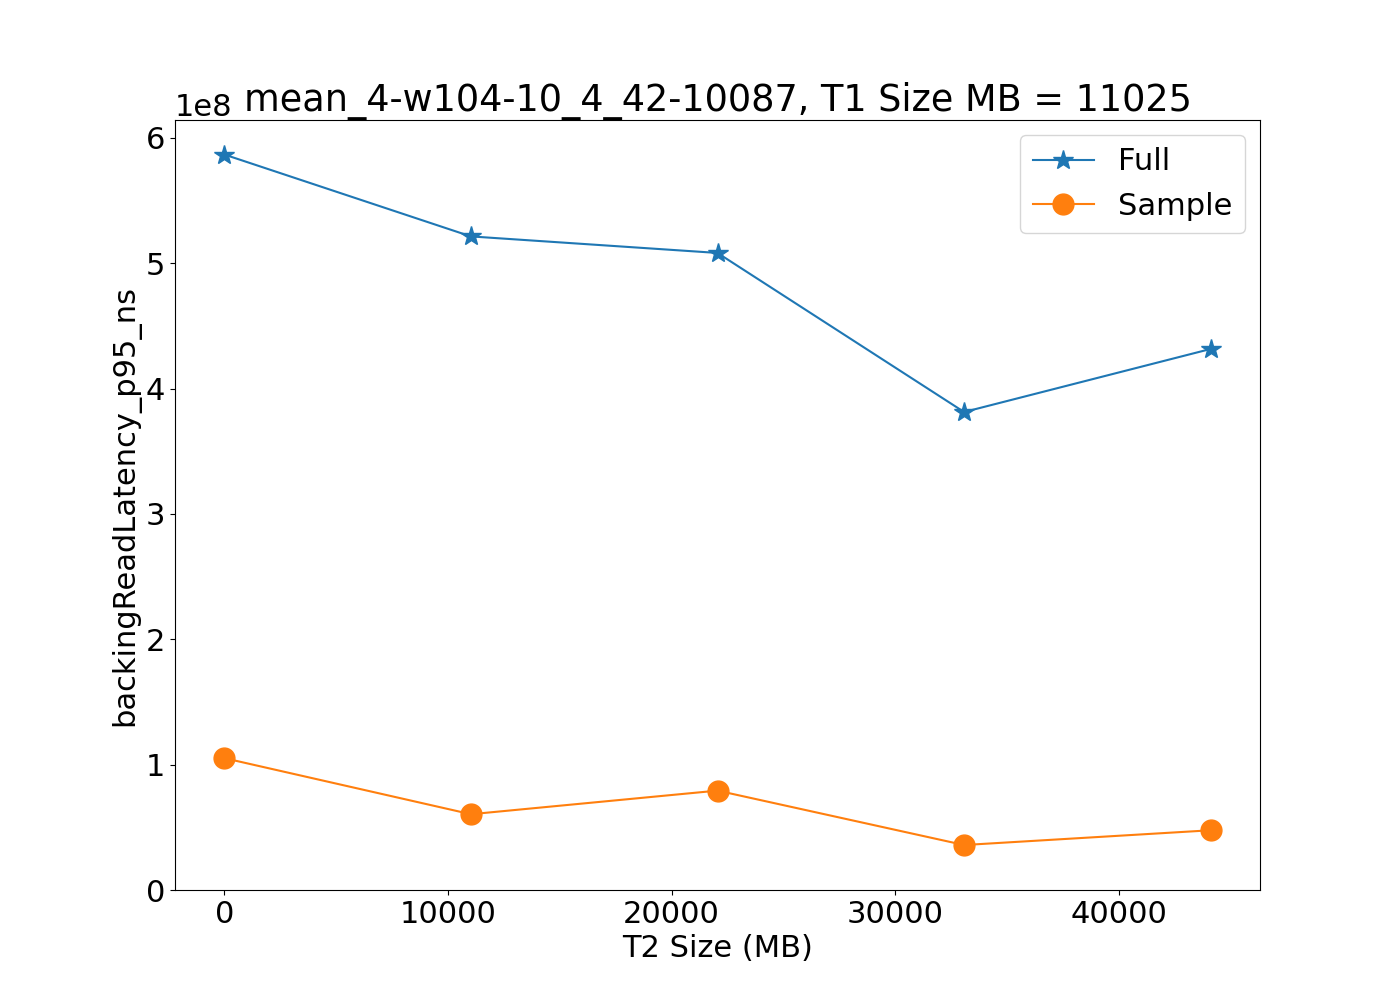 1e8
mean_4-w104-10_4_42-10087, T1 Size MB = 11025
Full
Sample
backingReadLatency_p95_ns
6
5
4
3
2
1
0
0 10000 20000 30000 40000
T2 Size (MB)